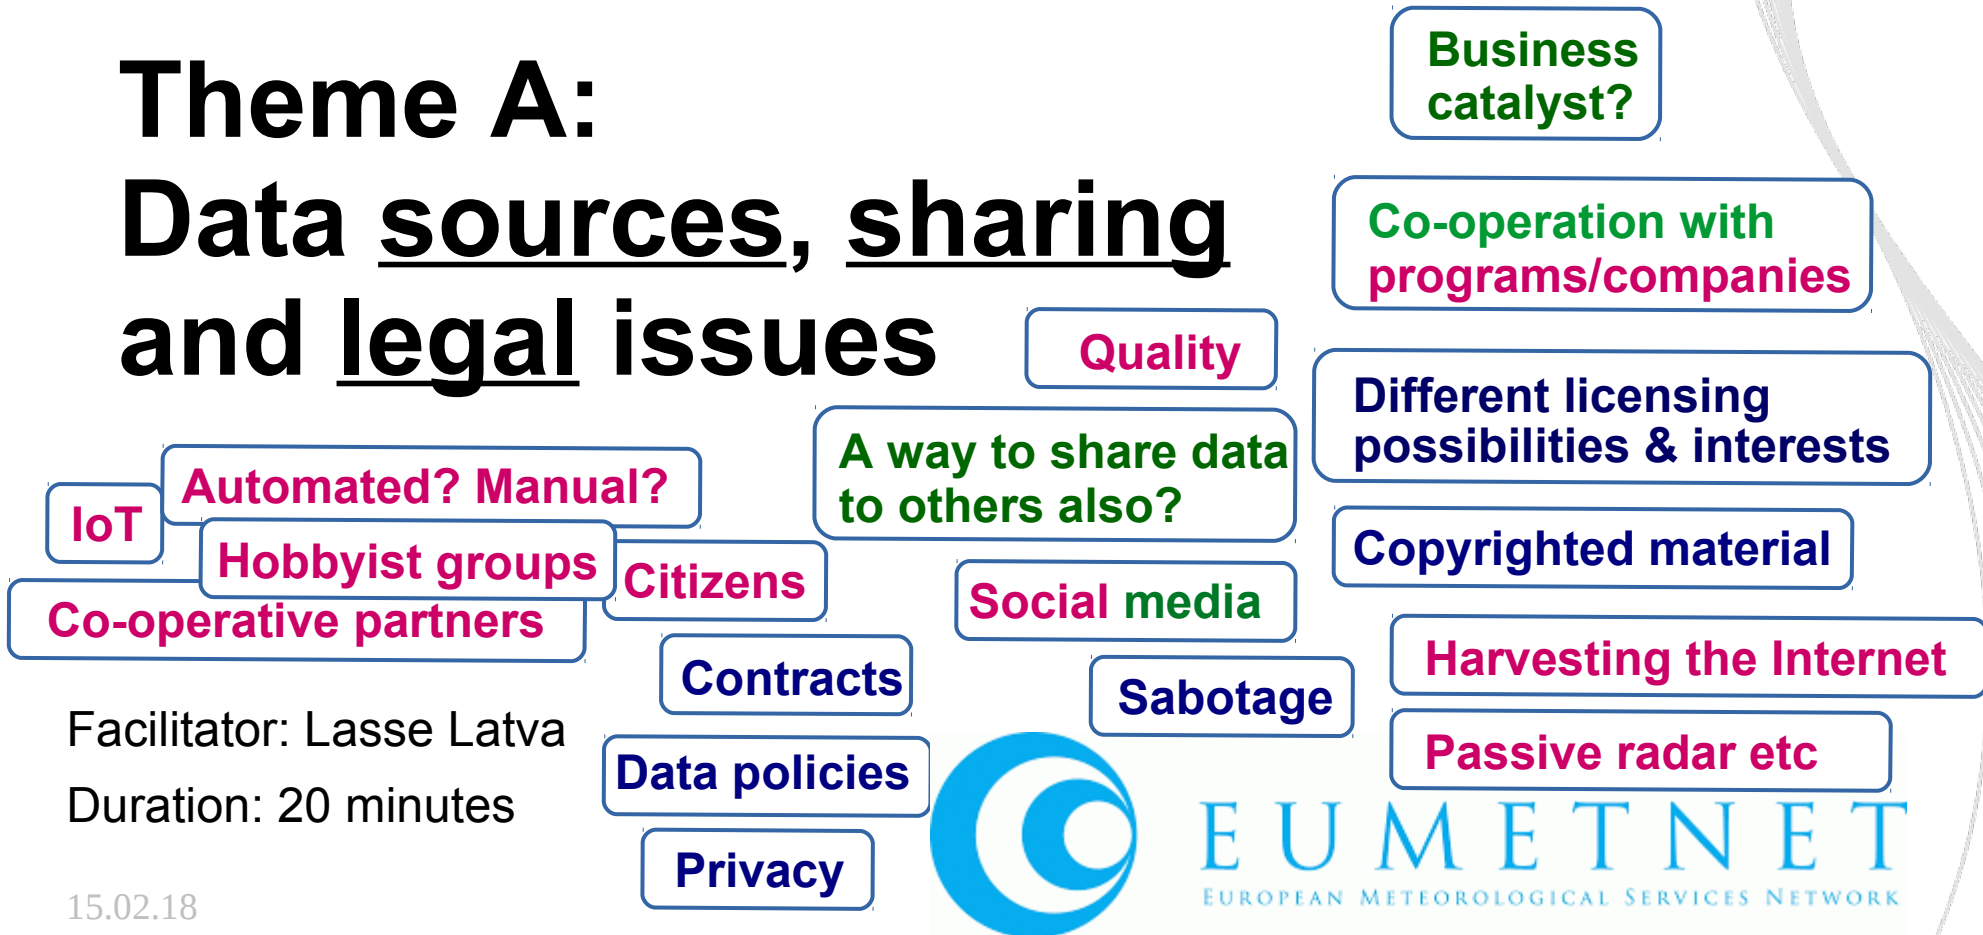 Theme A:
Data sources, sharing
and legal issues
Business
catalyst?
Co-operation with
programs/companies
Quality
Different licensing
possibilities & interests
A way to share data
to others also?
Automated? Manual?
IoT
Hobbyist groups
Citizens
Co-operative partners
Social media
Copyrighted material
Contracts
Sabotage
Harvesting the Internet
Passive radar etc
Facilitator: Lasse Latva
Duration: 20 minutes
Data policies
Privacy
15.02.18
EUMETNET
EUROPEAN METEOROLOGICAL SERVICES NETWORK